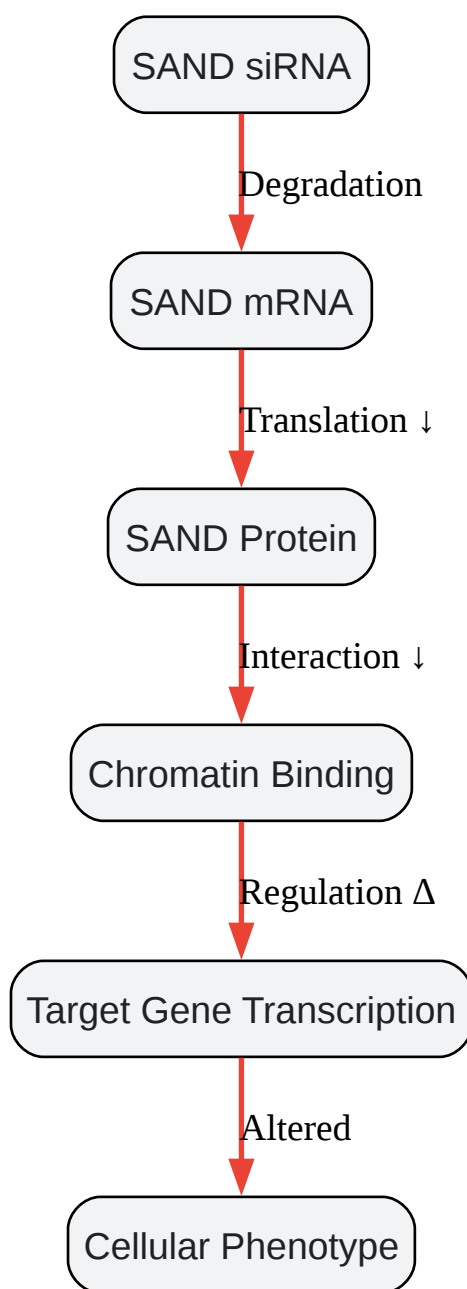 SAND siRNA
Degradation
SAND mRNA
Translation ↓
SAND Protein
Interaction ↓
Chromatin Binding
Regulation Δ
Target Gene Transcription
Altered
Cellular Phenotype